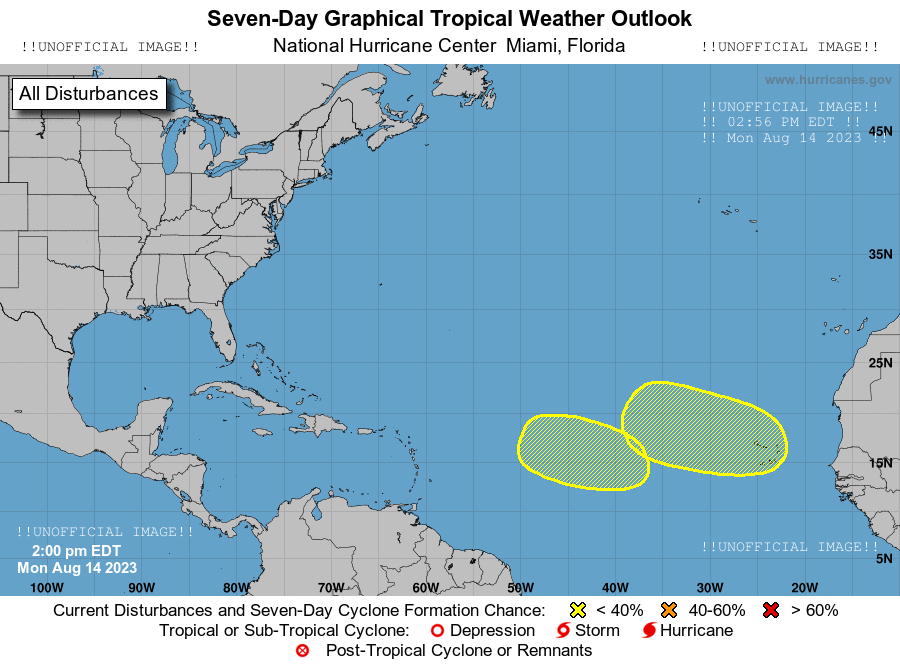 Seven-Day Graphical Tropical Weather Outlook
!!UNOFFICIAL IMAGE!! National Hurricane Center Miami, Florida !!UNOFFICIAL IMAGE!!
All Disturbances
www.hurricanes.gov
!!UNOFFICIAL IMAGE!!
!! 02:56 PM EDT !!
!! Mon Aug 14 2023 !!
45N
35N
25N
15N
!!UNOFFICIAL IMAGE!!
2:00 pm EDT
Mon Aug 14 2023
!!UNOFFICIAL IMAGE!!
5N
100W 90W 80W 70W 60W 50W 40W 30W 20W
Current Disturbances and Seven-Day Cyclone Formation Chance: < 40% 40-60% > 60%
Tropical or Sub-Tropical Cyclone: Depression Storm Hurricane
Post-Tropical Cyclone or Remnants